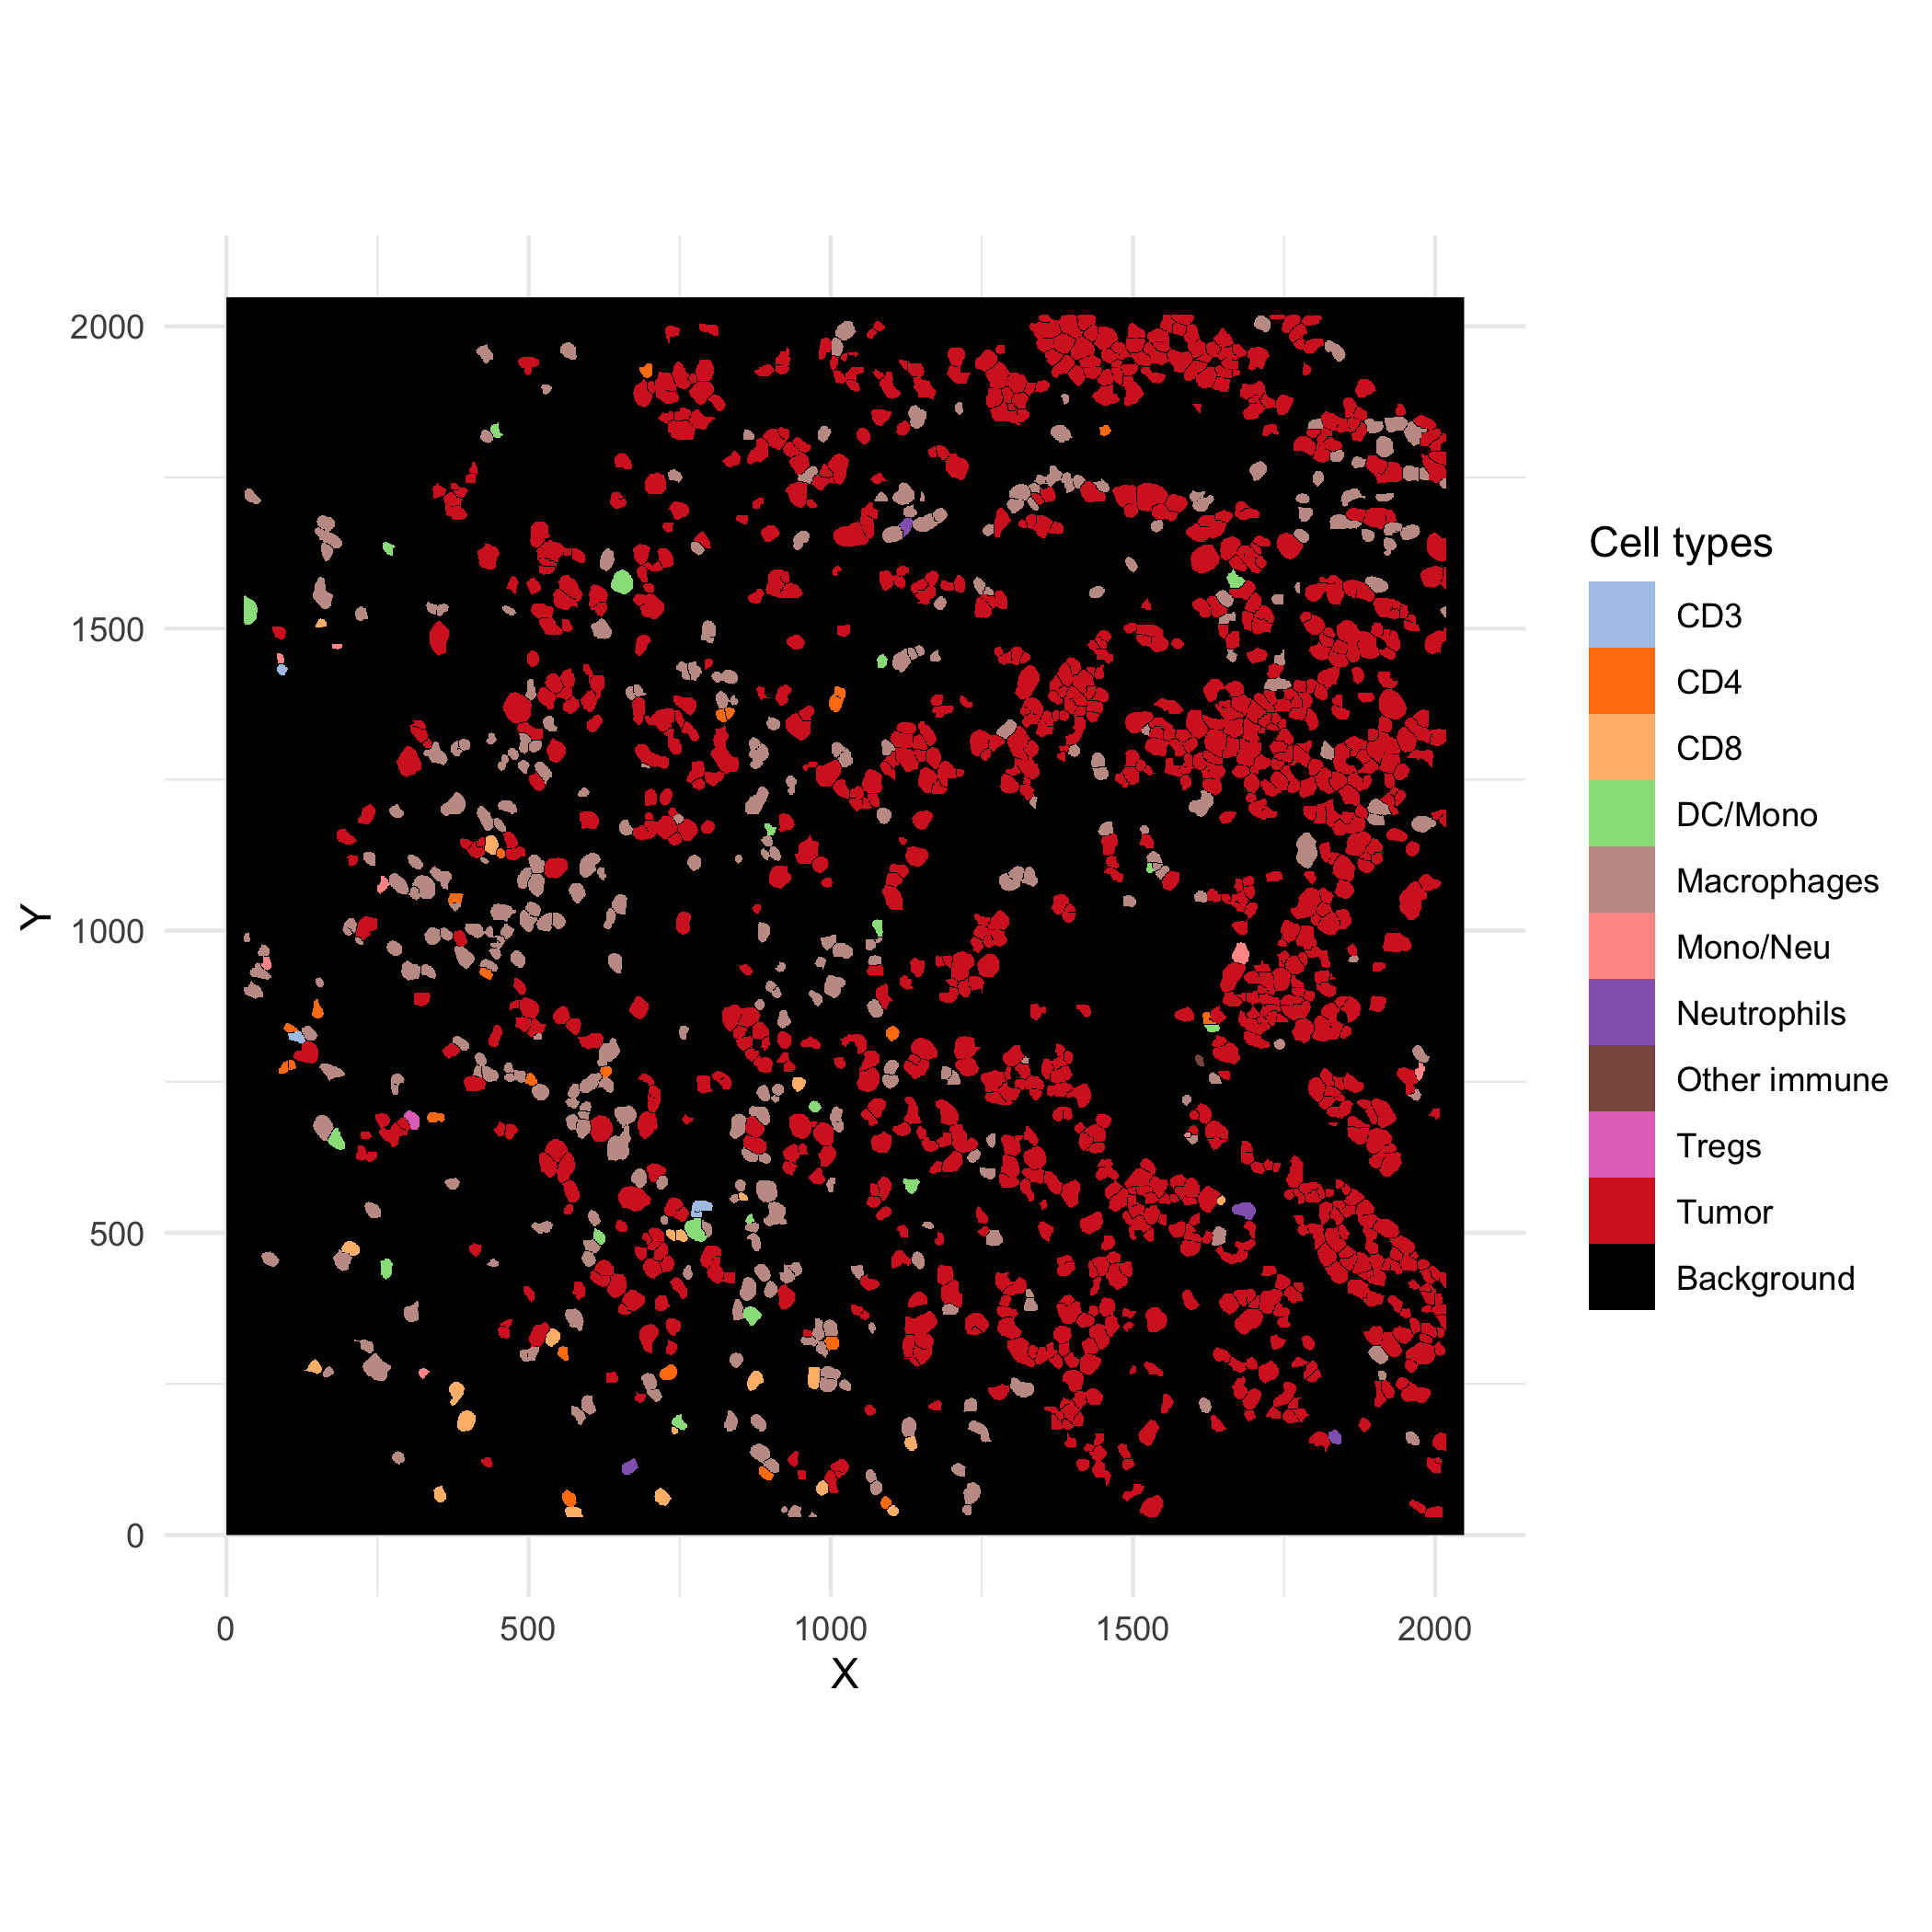 2000
1500
1000
500
0
Y
0 500 1000 1500 2000
X
Cell types
CD3
CD4
CD8
DC/Mono
Macrophages
Mono/Neu
Neutrophils
Other immune
Tregs
Tumor
Background